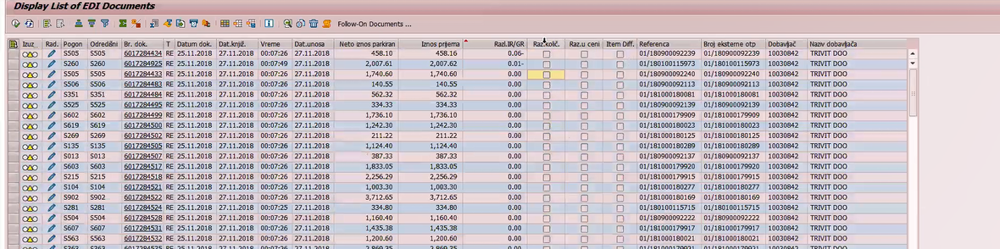 Display List of EDI Documents
Follow-On Documents ...
Izuz_ Rad. Pogon Odredišni Br. dok. T Datum dok. Dat.knjiž. Vreme Dat.unosa Neto iznos parkiran Iznos prijema Razl.IR/GR Raz.količ. Raz.u ceni Item Diff. Referenca Broj eksterne otp Dobavljač Naziv dobavljača
S505 S505 6017284434 RE 25.11.2018 27.11.2018 00:07:26 27.11.2018 458.10 458.16 0.06- 01/180900092239 01/180900092239 10030842 TRIVIT DOO
S260 S260 6017284925 RE 25.11.2018 27.11.2018 00:07:49 27.11.2018 2,007.61 2,007.62 0.01- 01/180100115973 01/180100115973 10030842 TRIVIT DOO
S505 S505 6017284433 RE 25.11.2018 27.11.2018 00:07:26 27.11.2018 1,740.60 1,740.60 0.00 01/180900092240 01/180900092240 10030842 TRIVIT DOO
S506 S506 6017284483 RE 25.11.2018 27.11.2018 00:07:26 27.11.2018 140.55 140.55 0.00 01/180900092113 01/180900092113 10030842 TRIVIT DOO
S351 S351 6017284484 RE 25.11.2018 27.11.2018 00:07:26 27.11.2018 562.32 562.32 0.00 01/181000180081 01/181000180081 10030842 TRIVIT DOO
S525 S525 6017284495 RE 25.11.2018 27.11.2018 00:07:26 27.11.2018 334.33 334.33 0.00 01/180900092139 01/180900092139 10030842 TRIVIT DOO
S602 S602 6017284499 RE 25.11.2018 27.11.2018 00:07:26 27.11.2018 1,736.10 1,736.10 0.00 01/181000179909 01/181000179909 10030842 TRIVIT DOO
S619 S619 6017284500 RE 25.11.2018 27.11.2018 00:07:26 27.11.2018 1,242.30 1,242.30 0.00 01/181000180023 01/181000180023 10030842 TRIVIT DOO
S269 S269 6017284502 RE 25.11.2018 27.11.2018 00:07:26 27.11.2018 211.22 211.22 0.00 01/181000180125 01/181000180125 10030842 TRIVIT DOO
S135 S135 6017284505 RE 25.11.2018 27.11.2018 00:07:26 27.11.2018 1,124.40 1,124.40 0.00 01/181000180289 01/181000180289 10030842 TRIVIT DOO
S013 S013 6017284507 RE 25.11.2018 27.11.2018 00:07:26 27.11.2018 387.33 387.33 0.00 01/180900092137 01/180900092137 10030842 TRIVIT DOO
S603 S603 6017284517 RE 25.11.2018 27.11.2018 00:07:26 27.11.2018 1,833.05 1,833.05 0.00 01/181000179920 01/181000179920 10030842 TRIVIT DOO
S215 S215 6017284518 RE 25.11.2018 27.11.2018 00:07:26 27.11.2018 2,256.29 2,256.29 0.00 01/181000179915 01/181000179915 10030842 TRIVIT DOO
S104 S104 6017284521 RE 25.11.2018 27.11.2018 00:07:26 27.11.2018 1,003.30 1,003.30 0.00 01/181000180277 01/181000180277 10030842 TRIVIT DOO
S902 S902 6017284522 RE 25.11.2018 27.11.2018 00:07:26 27.11.2018 3,712.65 3,712.65 0.00 01/181000180169 01/181000180169 10030842 TRIVIT DOO
S281 S281 6017284524 RE 25.11.2018 27.11.2018 00:07:26 27.11.2018 334.80 334.80 0.00 01/180100115715 01/180100115715 10030842 TRIVIT DOO
S504 S504 6017284528 RE 25.11.2018 27.11.2018 00:07:26 27.11.2018 1,160.40 1,160.40 0.00 01/180900092222 01/180900092222 10030842 TRIVIT DOO
S607 S607 6017284531 RE 25.11.2018 27.11.2018 00:07:26 27.11.2018 1,435.38 1,435.38 0.00 01/181000179917 01/181000179917 10030842 TRIVIT DOO
S563 S563 6017284532 RE 25.11.2018 27.11.2018 00:07:26 27.11.2018 1,200.60 1,200.60 0.00 01/181000180021 01/181000180021 10030842 TRIVIT DOO